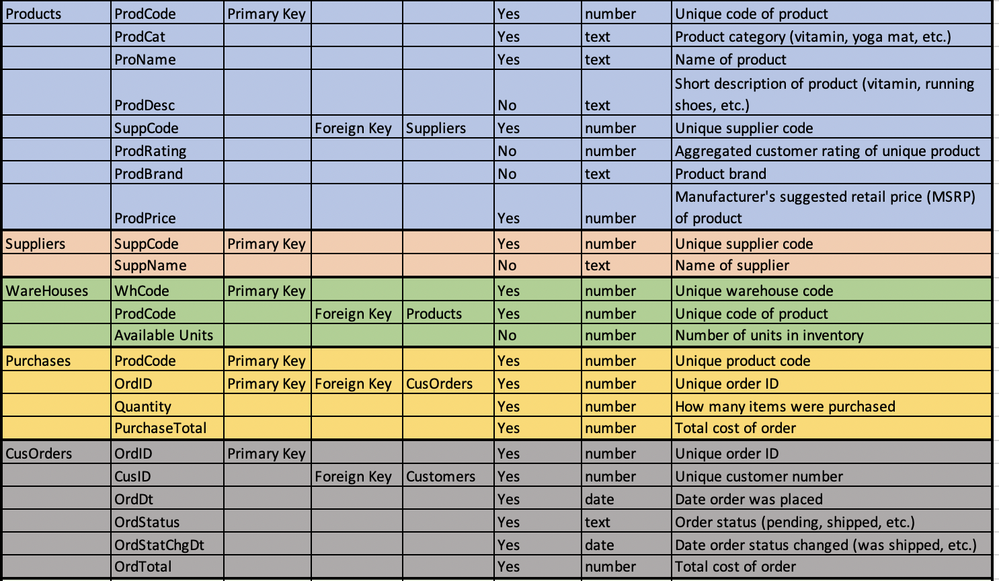 Products ProdCode Primary Key Yes number Unique code of product
ProdCat Yes text Product category (vitamin, yoga mat, etc.)
ProName Yes text Name of product
Short description of product (vitamin, running
ProdDesc No text shoes, etc.)
SuppCode Foreign Key Suppliers Yes number Unique supplier code
ProdRating No number Aggregated customer rating of unique product
ProdBrand No text Product brand
Manufacturer's suggested retail price (MSRP)
ProdPrice Yes number of product
Suppliers SuppCode Primary Key Yes number Unique supplier code
SuppName No text Name of supplier
WareHouses WhCode Primary Key Yes number Unique warehouse code
ProdCode Foreign Key Products Yes number Unique code of product
Available Units No number Number of units in inventory
Purchases ProdCode Primary Key Yes number Unique product code
OrdID Primary Key Foreign Key CusOrders Yes number Unique order ID
Quantity Yes number How many items were purchased
PurchaseTotal Yes number Total cost of order
CusOrders OrdID Primary Key Yes number Unique order ID
CusID Foreign Key Customers Yes number Unique customer number
OrdDt Yes date Date order was placed
OrdStatus Yes text Order status (pending, shipped, etc.)
OrdStatChgDt Yes date Date order status changed (was shipped, etc.)
OrdTotal Yes number Total cost of order